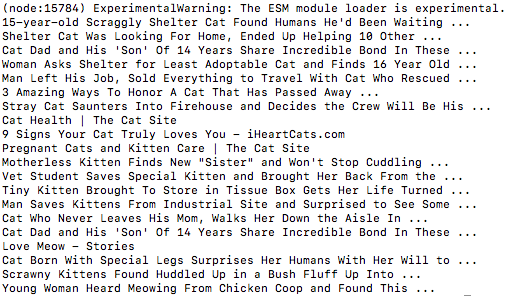 (node:15784) ExperimentalWarning: The ESM module loader is experimental.
15-year-old Scraggly Shelter Cat Found Humans He'd Been Waiting ...
Shelter Cat Was Looking For Home, Ended Up Helping 10 Other ...
Cat Dad and His 'Son' Of 14 Years Share Incredible Bond In These ...
Woman Asks Shelter for Least Adoptable Cat and Finds 16 Year Old ...
Man Left His Job, Sold Everything to Travel With Cat Who Rescued ...
3 Amazing Ways To Honor A Cat That Has Passed Away ...
Stray Cat Saunters Into Firehouse and Decides the Crew Will Be His ...
Cat Health | The Cat Site
9 Signs Your Cat Truly Loves You - iHeartCats.com
Pregnant Cats and Kitten Care | The Cat Site
Motherless Kitten Finds New "Sister" and Won't Stop Cuddling ...
Vet Student Saves Special Kitten and Brought Her Back From the ...
Tiny Kitten Brought To Store in Tissue Box Gets Her Life Turned ...
Man Saves Kittens From Industrial Site and Surprised to See Some ...
Cat Who Never Leaves His Mom, Walks Her Down the Aisle In ...
Cat Dad and His 'Son' Of 14 Years Share Incredible Bond In These ...
Love Meow - Stories
Cat Born With Special Legs Surprises Her Humans With Her Will to ...
Scrawny Kittens Found Huddled Up in a Bush Fluff Up Into ...
Young Woman Heard Meowing From Chicken Coop and Found This ...